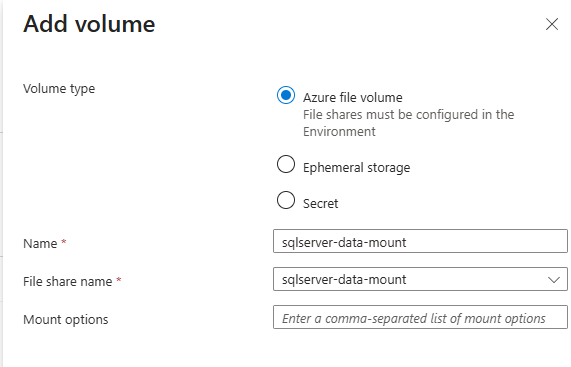 Add volume
Volume type
Azure file volume
File shares must be configured in the
Environment
Ephemeral storage
Secret
Name *
sqlserver-data-mount
File share name *
sqlserver-data-mount
Mount options
Enter a comma-separated list of mount options